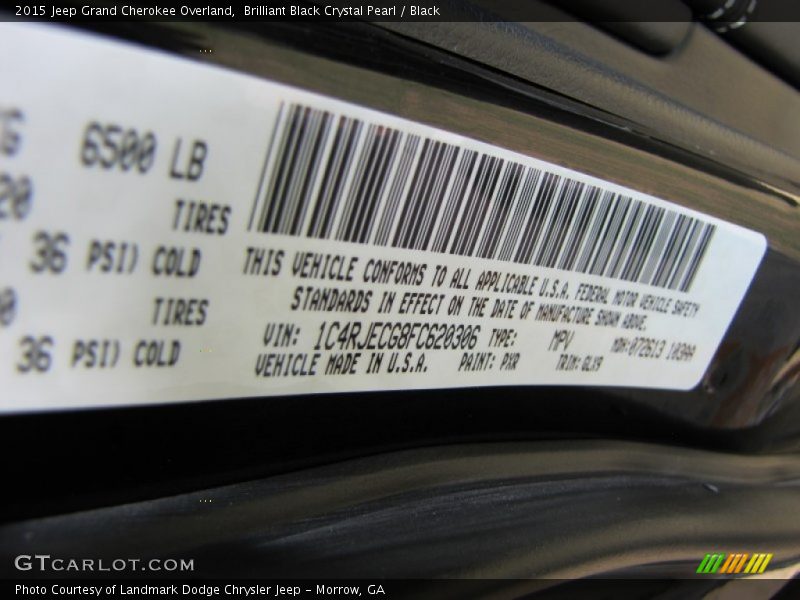 2015 Jeep Grand Cherokee Overland, Brilliant Black Crystal Pearl / Black
6500 LB
20
TIRES
36 PSI) COLD
TIRES
36 PSI) COLD
THIS VEHICLE CONFORMS TO ALL APPLICABLE U.S.A. FEDERAL MOTOR VEHICLE SAFETY
STANDARDS IN EFFECT ON THE DATE OF MANUFACTURE SHOWN ABOVE.
VIN: 1C4RJECG8FC620306 TYPE: MPV
VEHICLE MADE IN U.S.A. PAINT: PXR TRIM:
GTCARLOT.COM
Photo Courtesy of Landmark Dodge Chrysler Jeep - Morrow, GA